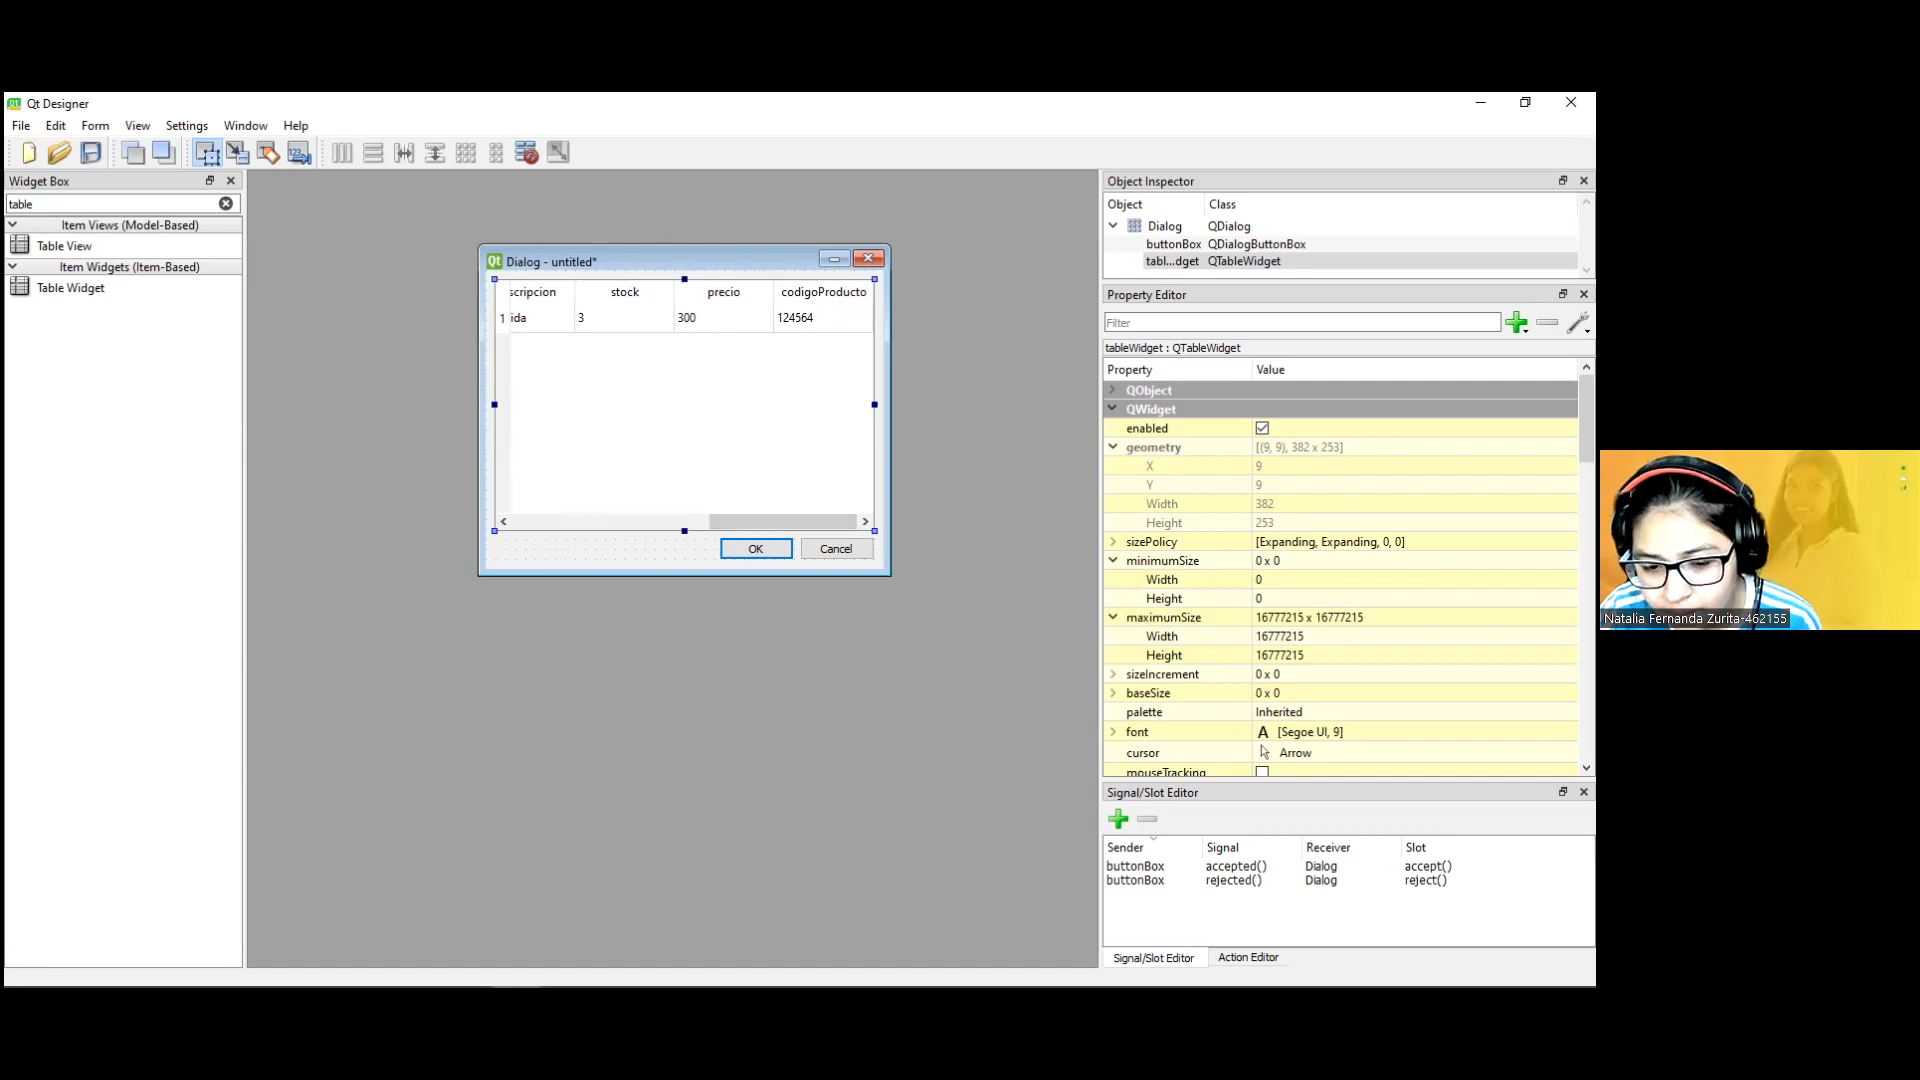 Qt Designer
File Edit Form View Settings Window Help
Widget Box
table
Item Views (Model-Based)
Table View
Item Widgets (Item-Based)
Table Widget
Qt Dialog - untitled*
scripcion stock precio codigoProducto
1 ida 3 300 124564
OK Cancel
Object Inspector
Object Class
Dialog QDialog
buttonBox QDialogButtonBox
tabl...dget QTableWidget
Property Editor
Filter
tableWidget : QTableWidget
Property Value
QObject
QWidget
enabled
geometry [(9, 9), 382 x 253]
X 9
Y 9
Width 382
Height 253
sizePolicy [Expanding, Expanding, 0, 0]
minimumSize 0 x 0
Width 0
Height 0
maximumSize 16777215 x 16777215
Width 16777215
Height 16777215
sizeIncrement 0 x 0
baseSize 0 x 0
palette Inherited
font A [Segoe UI, 9]
cursor Arrow
mouseTracking
Signal/Slot Editor
Sender Signal Receiver Slot
buttonBox accepted() Dialog accept()
buttonBox rejected() Dialog reject()
Signal/Slot Editor Action Editor
Natalia Fernanda Zurita-462155